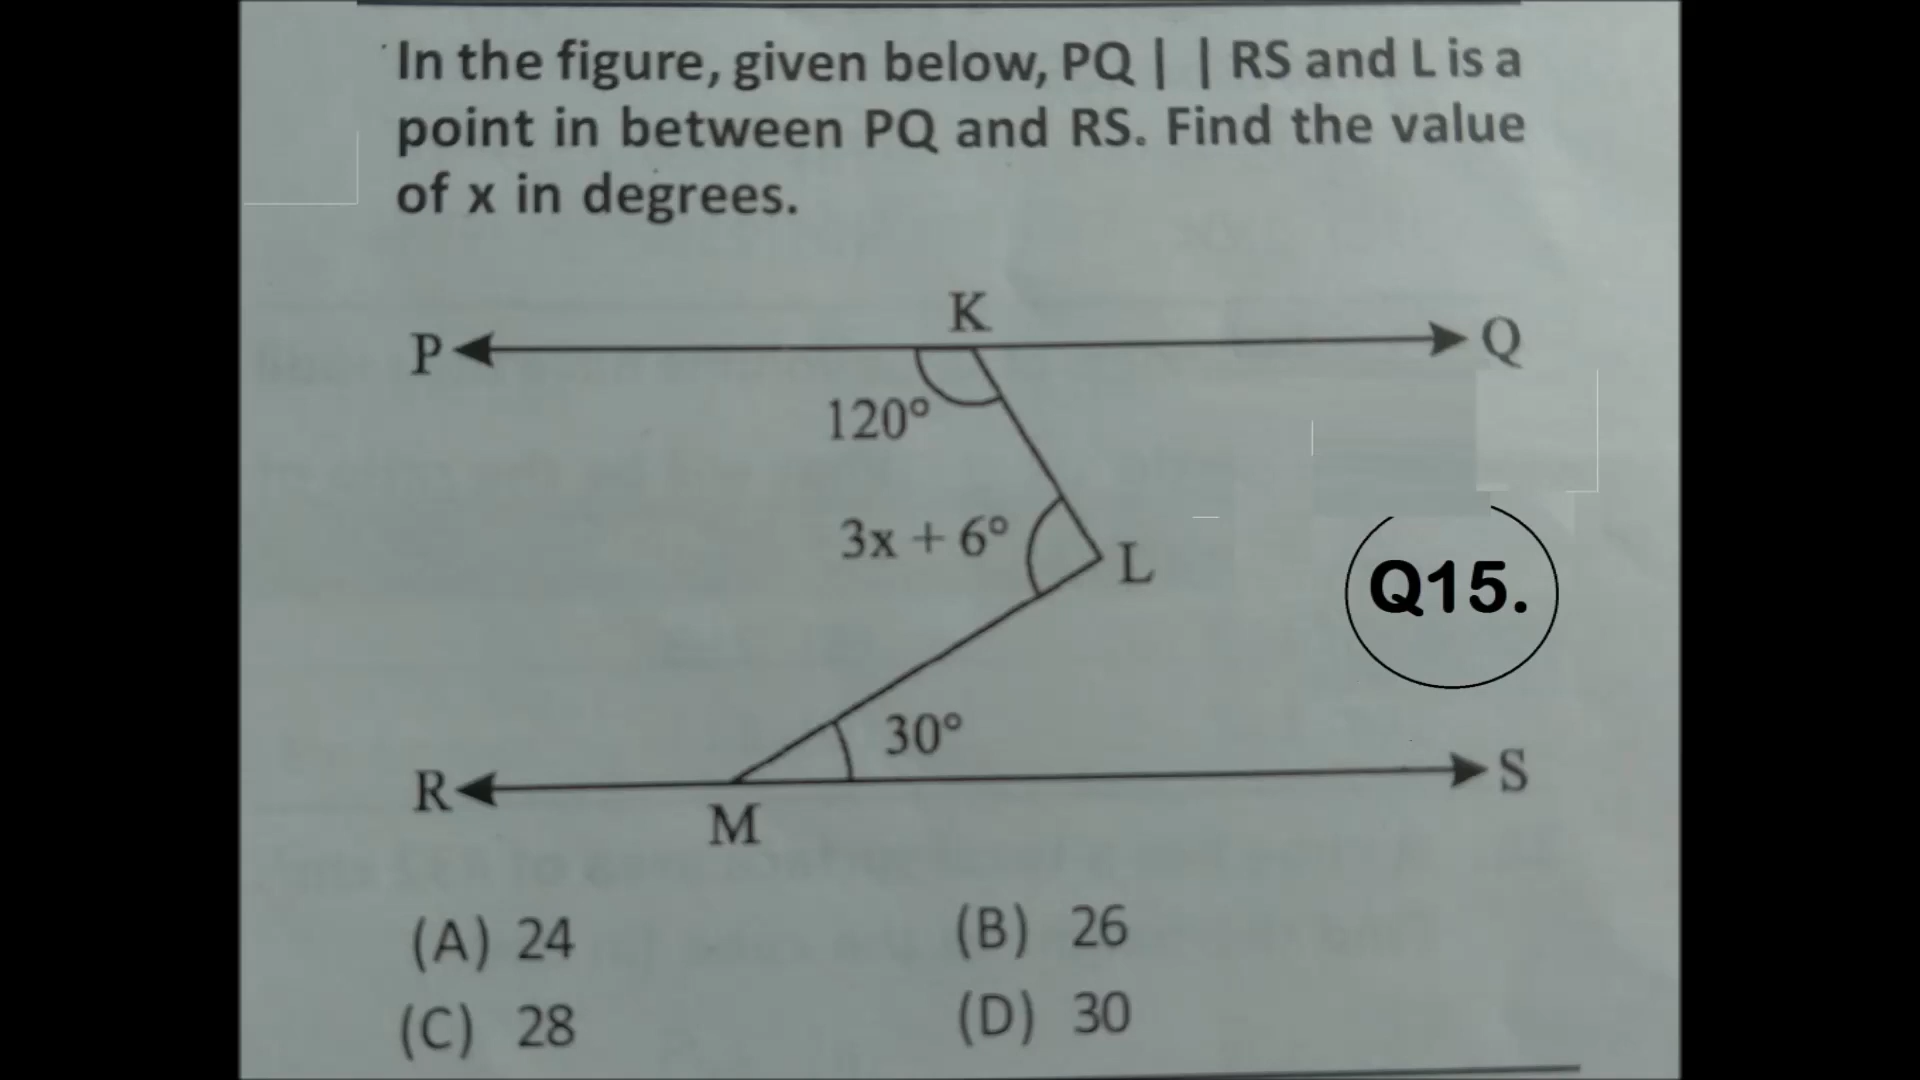 In the figure, given below, PQ | | RS and L is a
point in between PQ and RS. Find the value
of x in degrees.
K
P
Q
120°
3x + 6°
L
Q15.
30°
R
S
M
(A) 24
(B) 26
(C) 28
(D) 30